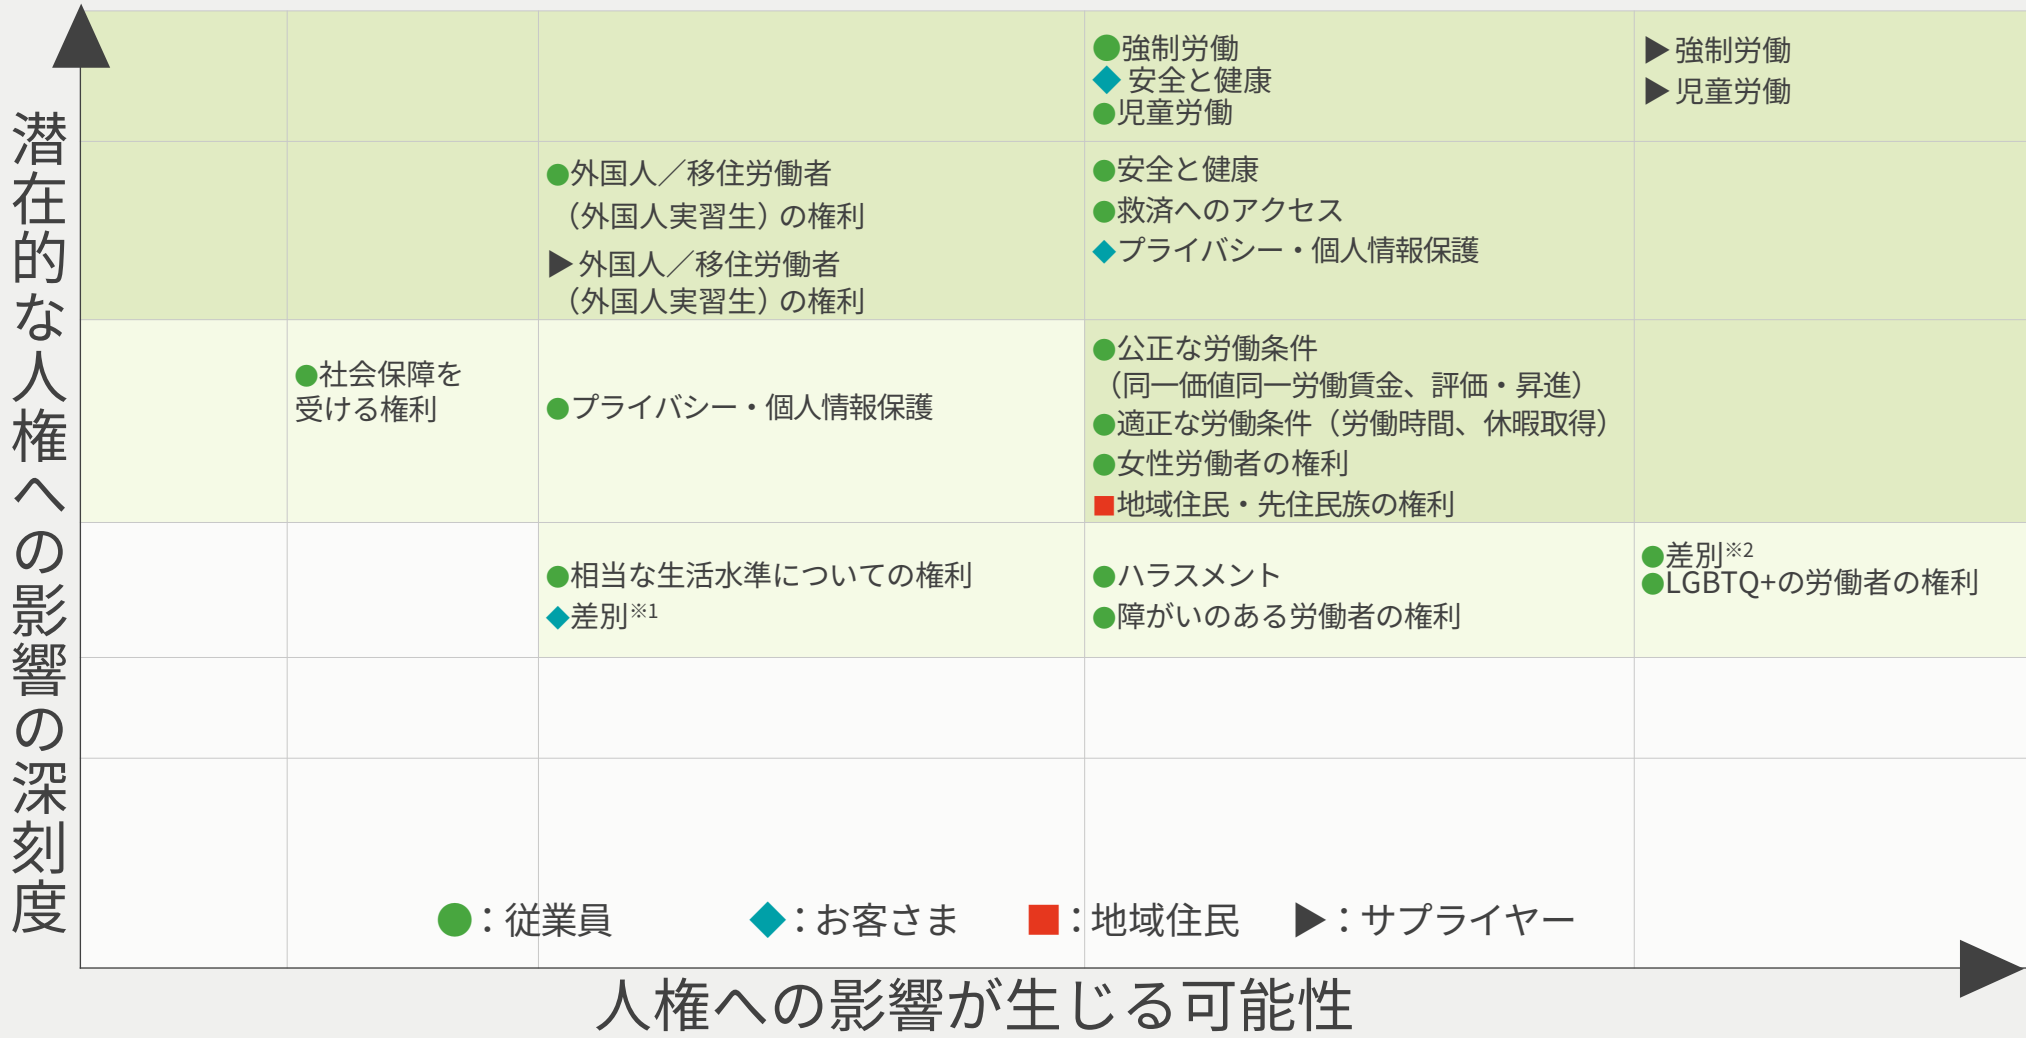 潜在的な人権への影響の深刻度
●強制労働
◆安全と健康
●児童労働
▶強制労働
▶児童労働
●外国人／移住労働者
（外国人実習生）の権利
▶外国人／移住労働者
（外国人実習生）の権利
●安全と健康
●救済へのアクセス
◆プライバシー・個人情報保護
●社会保障を
受ける権利
●プライバシー・個人情報保護
●公正な労働条件
（同一価値同一労働賃金、評価・昇進）
●適正な労働条件（労働時間、休暇取得）
●女性労働者の権利
■地域住民・先住民族の権利
●相当な生活水準についての権利
◆差別※1
●ハラスメント
●障がいのある労働者の権利
●差別※2
●LGBTQ+の労働者の権利
●：従業員
◆：お客さま
■：地域住民
▶：サプライヤー
人権への影響が生じる可能性